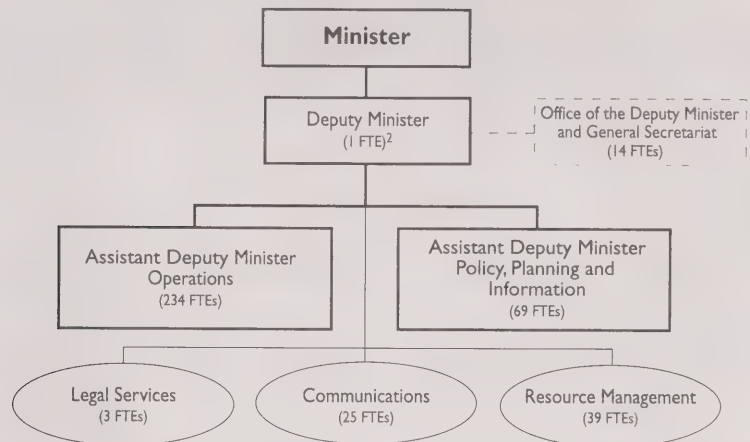 Minister
Deputy Minister
(1 FTE)2
Office of the Deputy Minister
and General Secretariat
(14 FTEs)
Assistant Deputy Minister
Operations
(234 FTEs)
Assistant Deputy Minister
Policy, Planning and
Information
(69 FTEs)
Legal Services
(3 FTEs)
Communications
(25 FTEs)
Resource Management
(39 FTEs)